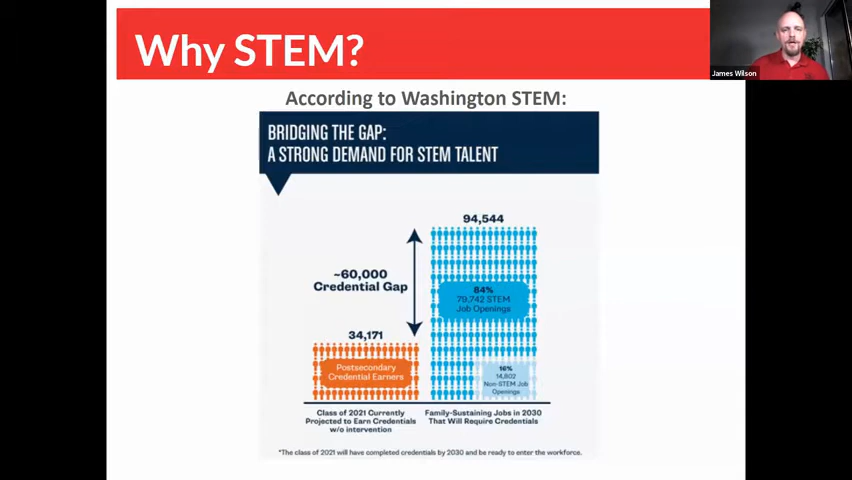 Why STEM?
James Wilson
According to Washington STEM:
BRIDGING THE GAP:
A STRONG DEMAND FOR STEM TALENT
94,544
~60,000
Credential Gap
84%
79,742 STEM
Job Openings
34,171
Postsecondary
Credential Earners
16%
14,802
Non-STEM Job
Openings
Class of 2021 Currently
Projected to Earn Credentials
w/o intervention
Family-Sustaining Jobs in 2030
That Will Require Credentials
*The class of 2021 will have completed credentials by 2030 and be ready to enter the workforce.